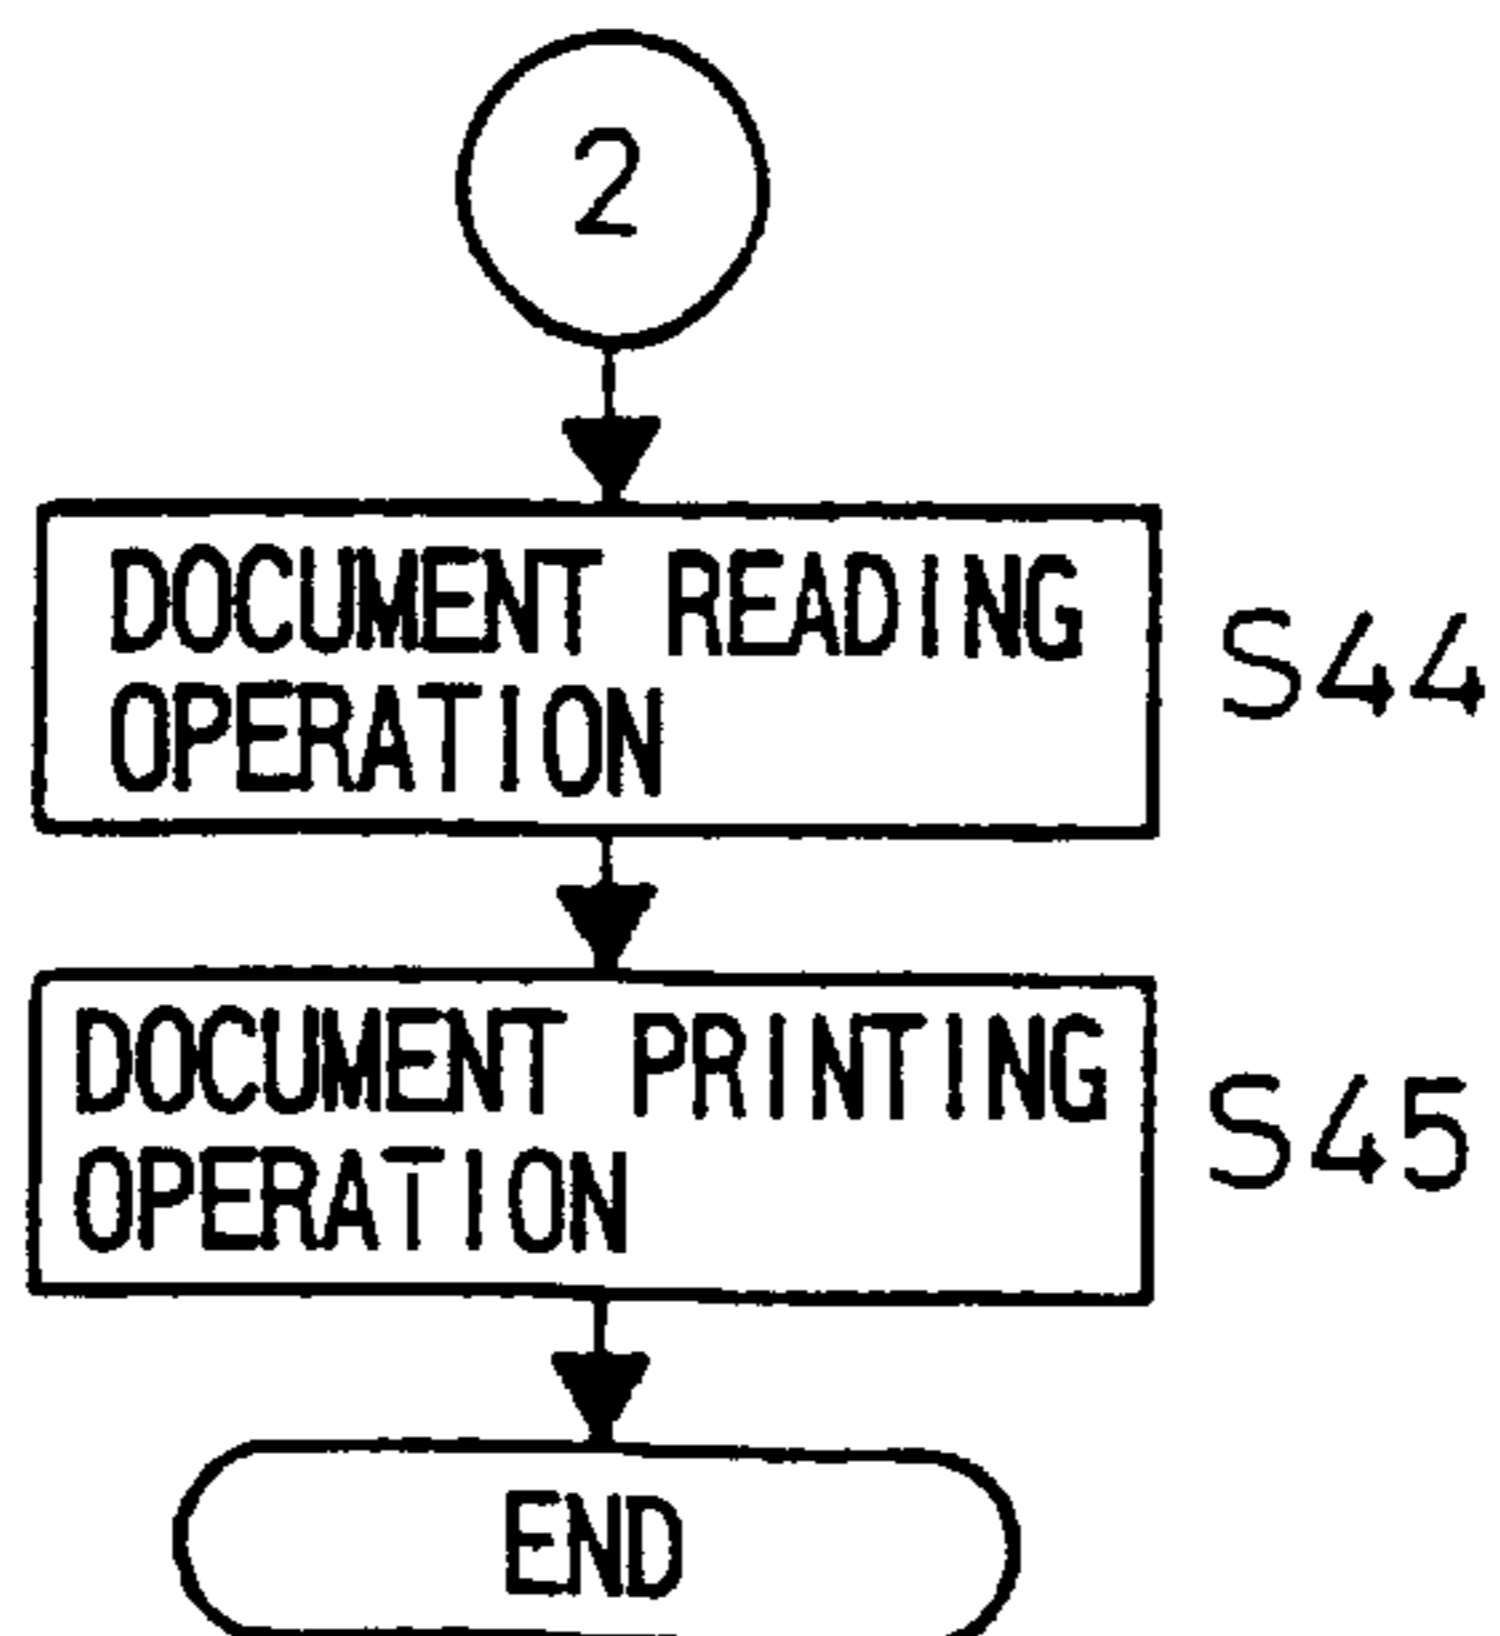 2
DOCUMENT READING
OPERATION
S44
DOCUMENT PRINTING
OPERATION
S45
END